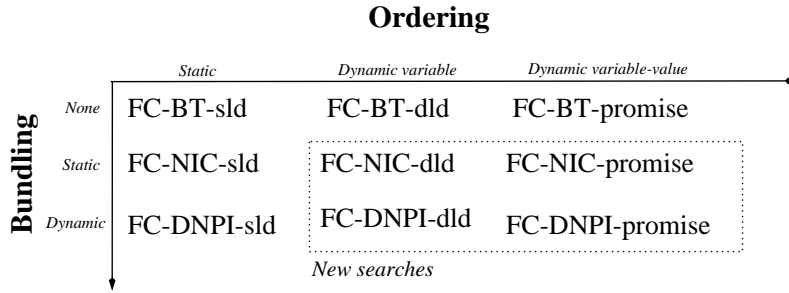 Ordering
Static Dynamic variable Dynamic variable-value
None FC-BT-sld FC-BT-dld FC-BT-promise
Static FC-NIC-sld FC-NIC-dld FC-NIC-promise
Dynamic FC-DNPI-sld FC-DNPI-dld FC-DNPI-promise
Bundling
New searches